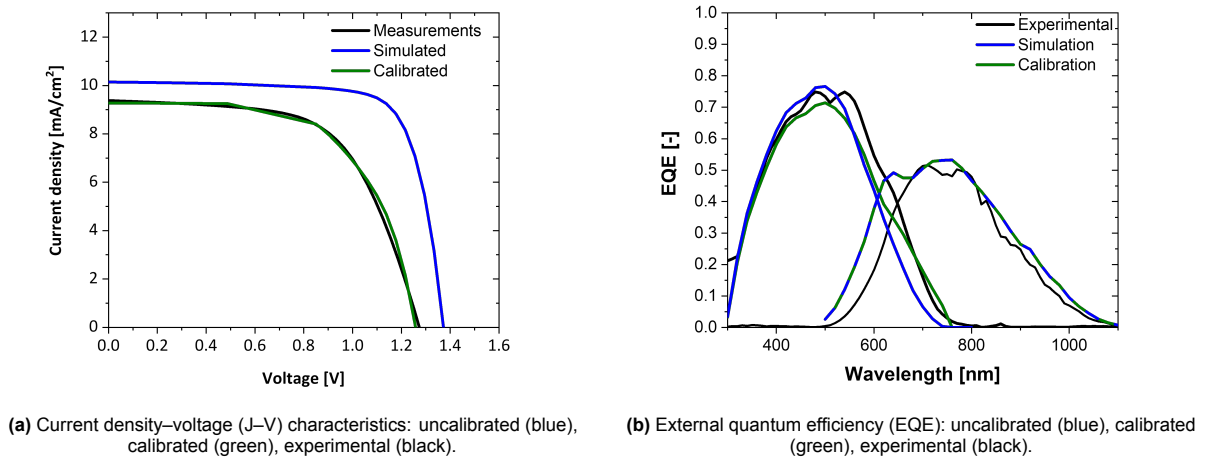 Measurements
Simulated
Calibrated
12
10
8
6
4
2
0
0.0 0.2 0.4 0.6 0.8 1.0 1.2 1.4 1.6
Current density [mA/cm²]
Voltage [V]
Experimental
Simulation
Calibration
1.0
0.9
0.8
0.7
0.6
0.5
0.4
0.3
0.2
0.1
0.0
400 600 800 1000
EQE [-]
Wavelength [nm]
(a) Current density–voltage (J–V) characteristics: uncalibrated (blue),
calibrated (green), experimental (black).
(b) External quantum efficiency (EQE): uncalibrated (blue), calibrated
(green), experimental (black).